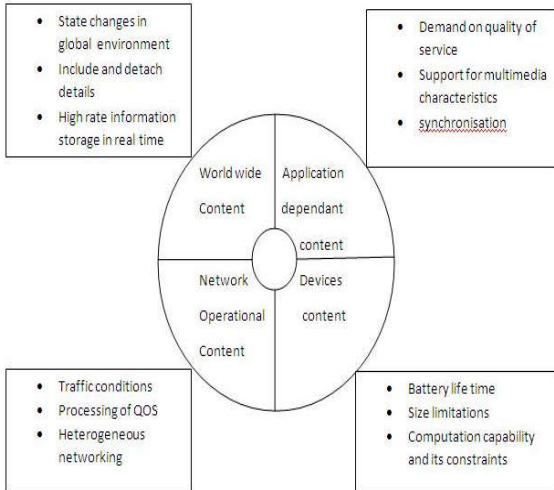 • State changes in
global environment
• Include and detach
details
• High rate information
storage in real time
• Demand on quality of
service
• Support for multimedia
characteristics
• synchronisation
World wide
Content
Application
dependant
content
Network
Operational
Content
Devices
content
• Traffic conditions
• Processing of QOS
• Heterogeneous
networking
• Battery life time
• Size limitations
• Computation capability
and its constraints